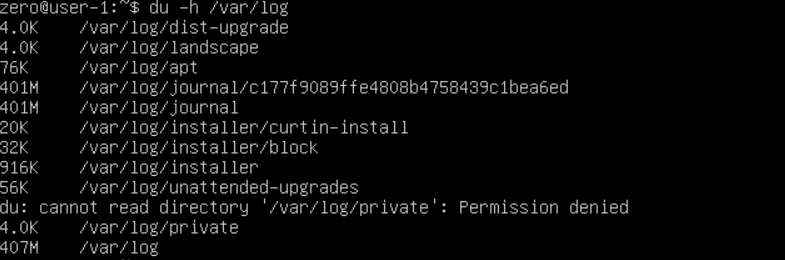 zero@user-1:~$ du -h /var/log
4.0K /var/log/dist-upgrade
4.0K /var/log/landscape
76K /var/log/apt
401M /var/log/journal/c177f9089ffe4808b4758439c1bea6ed
401M /var/log/journal
20K /var/log/installer/curtin-install
32K /var/log/installer/block
916K /var/log/installer
56K /var/log/unattended-upgrades
du: cannot read directory '/var/log/private': Permission denied
4.0K /var/log/private
407M /var/log